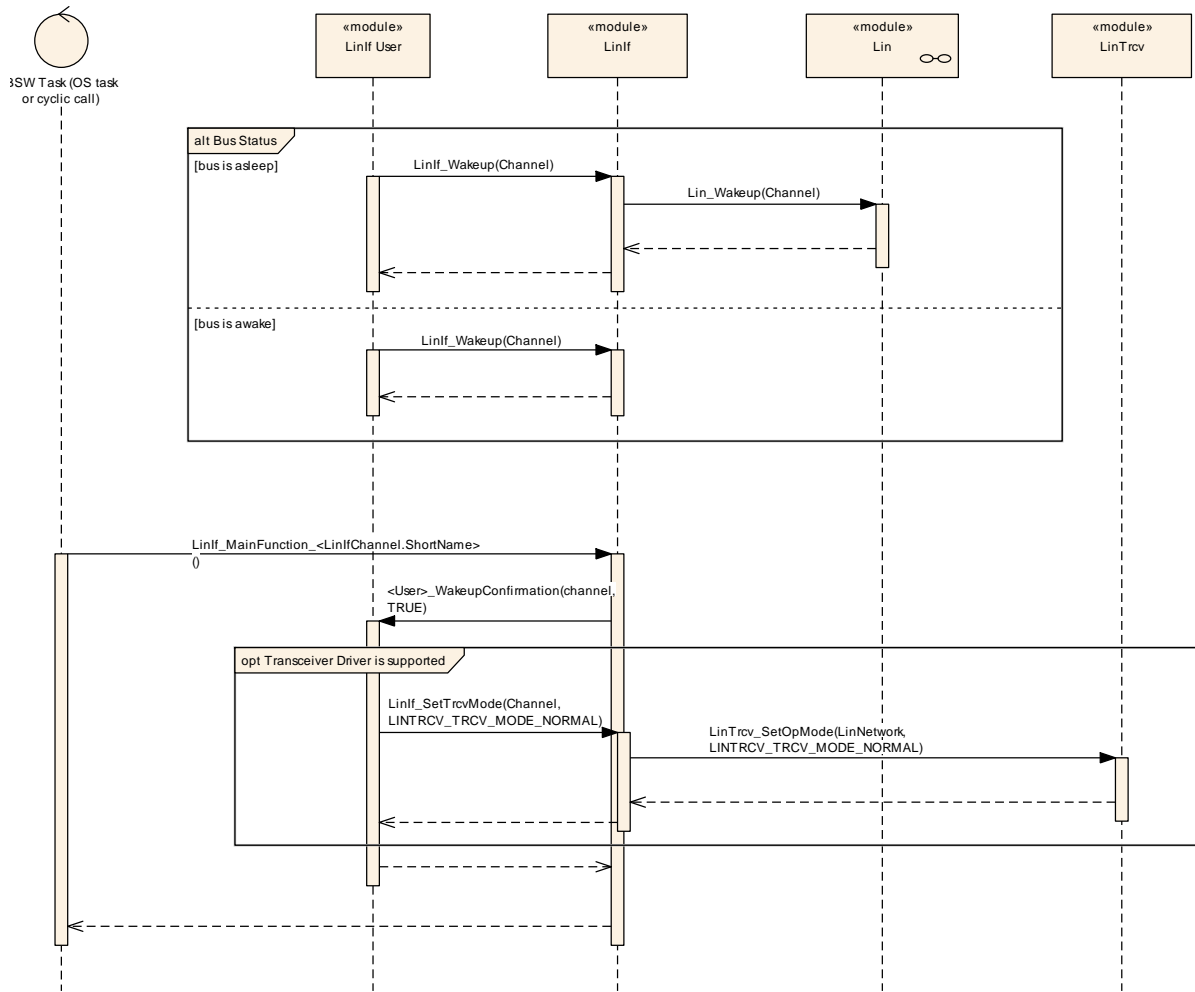 «module»
LinIf User
«module»
LinIf
«module»
Lin
«module»
LinTrcv
BSW Task (OS task
or cyclic call)
alt Bus Status
[bus is asleep]
LinIf_Wakeup(Channel)
Lin_Wakeup(Channel)
[bus is awake]
LinIf_Wakeup(Channel)
LinIf_MainFunction_<LinIfChannel.ShortName>
()
<User>_WakeupConfirmation(channel,
TRUE)
opt Transceiver Driver is supported
LinIf_SetTrcvMode(Channel,
LINTRCV_TRCV_MODE_NORMAL)
LinTrcv_SetOpMode(LinNetwork,
LINTRCV_TRCV_MODE_NORMAL)